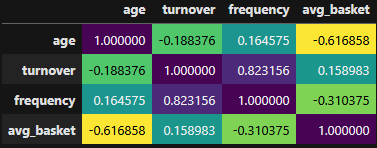 age turnover frequency avg_basket
age 1.000000 -0.188376 0.164575 -0.616858
turnover -0.188376 1.000000 0.823156 0.158983
frequency 0.164575 0.823156 1.000000 -0.310375
avg_basket -0.616858 0.158983 -0.310375 1.000000